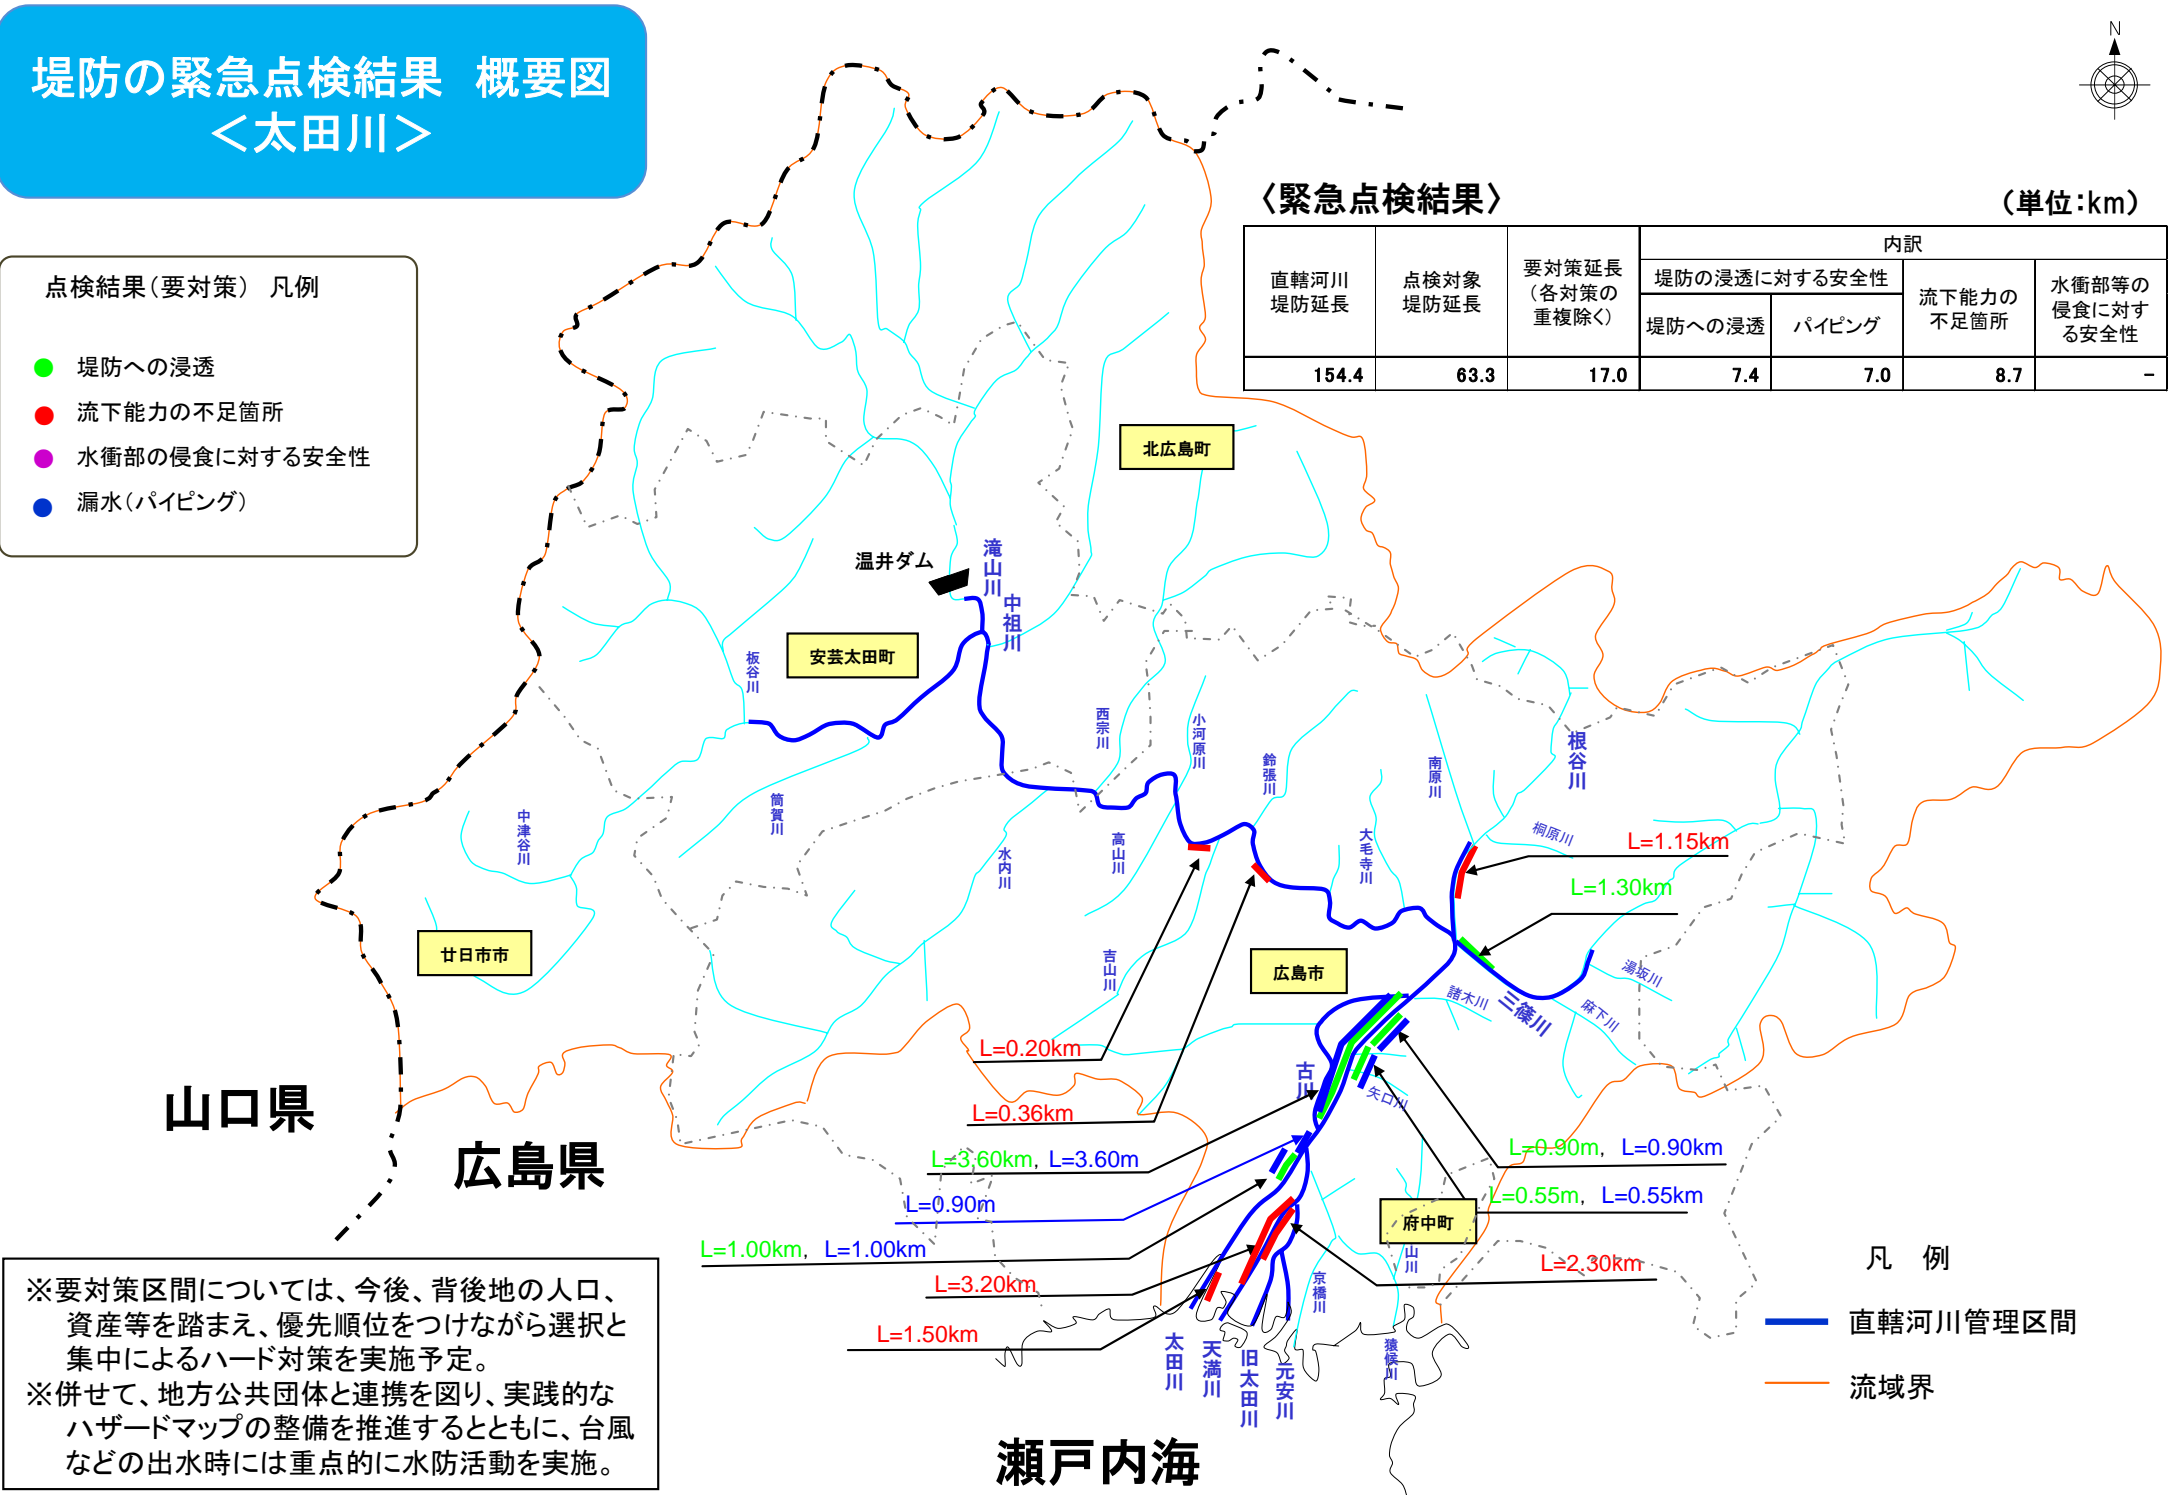 堤防の緊急点検結果　概要図
＜太田川＞
N
〈緊急点検結果〉
（単位：km）
直轄河川
堤防延長
点検対象
堤防延長
要対策延長
（各対策の
重複除く）
内訳
堤防の浸透に対する安全性
堤防への浸透
パイピング
流下能力の
不足箇所
水衝部等の
侵食に対す
る安全性
154.4 63.3 17.0 7.4 7.0 8.7 －
点検結果（要対策）　凡例
堤防への浸透
流下能力の不足箇所
水衝部の侵食に対する安全性
漏水（パイピング）
北広島町
温井ダム
滝山川
中祖川
安芸太田町
板谷川
西宗川
小河原川
鈴張川
南原川
根谷川
筒賀川
中津谷川
水内川
高山川
大毛寺川
桐原川
L=1.15km
L=1.30km
廿日市市
吉山川
広島市
湯坂川
諸木川
三篠川
麻下川
L=0.20km
古川
矢口川
L=0.36km
山口県
広島県
L=3.60km, L=3.60m
L=0.90m, L=0.90km
L=0.90m
L=0.55m, L=0.55km
府中町
L=1.00km, L=1.00km
山川
L=2.30km
L=3.20km
京橋川
L=1.50km
太田川
天満川
旧太田川
元安川
猿候川
瀬戸内海
凡　例
直轄河川管理区間
流域界
※要対策区間については、今後、背後地の人口、
資産等を踏まえ、優先順位をつけながら選択と
集中によるハード対策を実施予定。
※併せて、地方公共団体と連携を図り、実践的な
ハザードマップの整備を推進するとともに、台風
などの出水時には重点的に水防活動を実施。